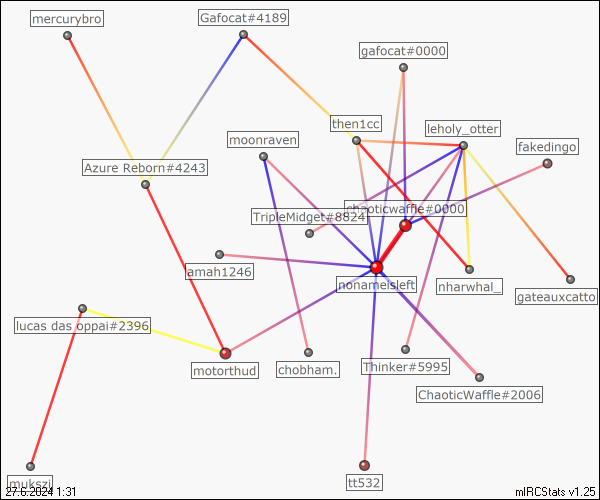 mercurybro
Gafocat#4189
gafocat#0000
then1cc
leholy_otter
moonraven
fakedingo
Azure Reborn#4243
chaoticwaffle#0000
TripleMidget#8824
amah1246
nonameisleft
nharwhal_
gateauxcatto
lucas das oppai#2396
motorthud
chobham.
Thinker#5995
ChaoticWaffle#2006
mukszi
tt532
27.6.2024 1:31
mIRCStats v1.25